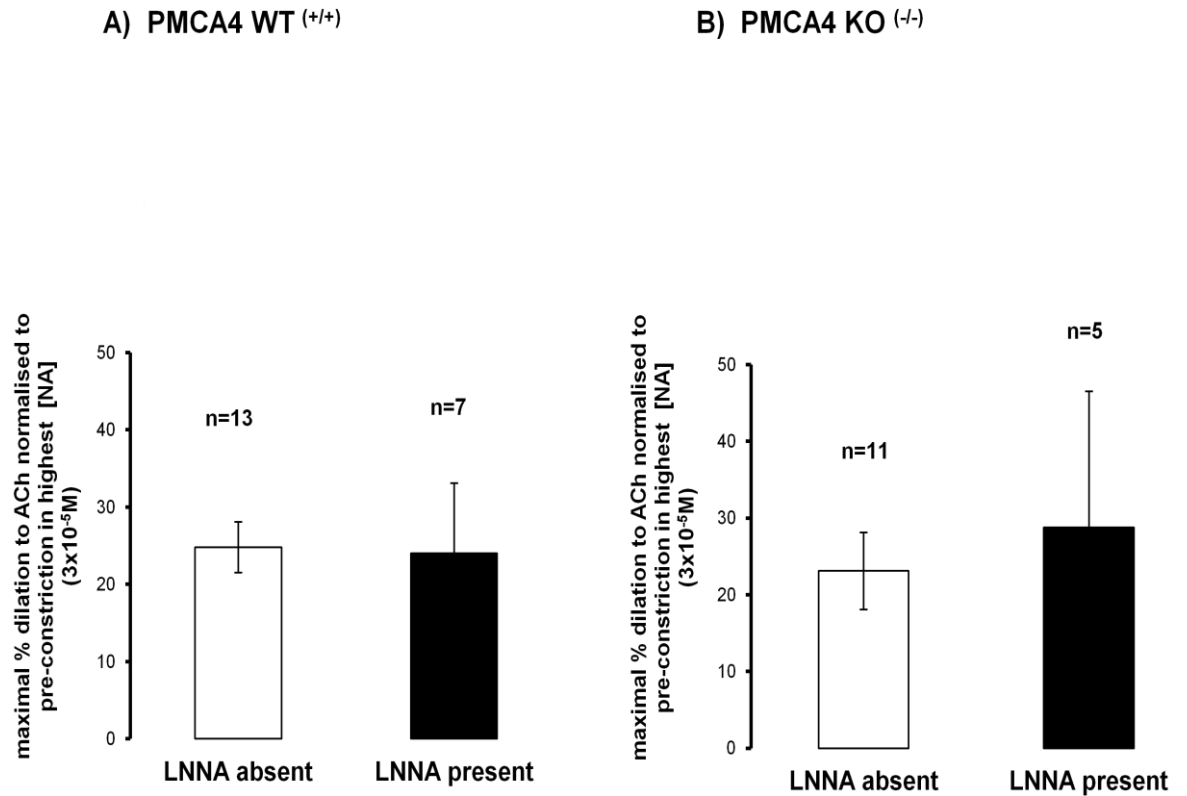 A) PMCA4 WT (+/+)
maximal % dilation to ACh normalised to
pre-constriction in highest [NA]
(3x10-5M)
50
40
30
20
10
0
n=13
n=7
LNNA absent
LNNA present
B) PMCA4 KO (-/-)
maximal % dilation to ACh normalised to
pre-constriction in highest [NA]
(3x10-5M)
50
40
30
20
10
0
n=11
n=5
LNNA absent
LNNA present